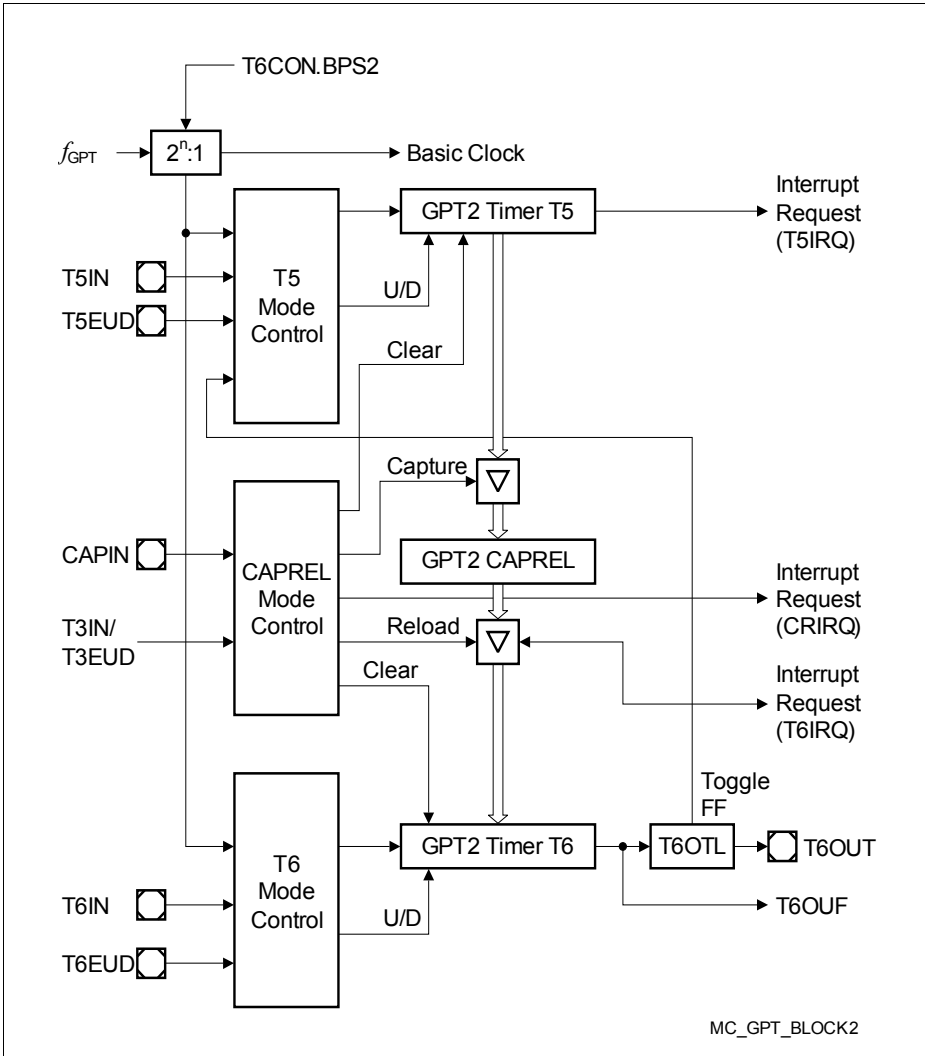 T6CON.BPS2
fGPT
2n:1
Basic Clock
Interrupt
Request
(T5IRQ)
GPT2 Timer T5
T5IN
T5EUD
T5
Mode
Control
U/D
Clear
Capture
CAPIN
T3IN/
T3EUD
CAPREL
Mode
Control
GPT2 CAPREL
Interrupt
Request
(CRIRQ)
Reload
Clear
Interrupt
Request
(T6IRQ)
Toggle
FF
GPT2 Timer T6
T6OTL
T6OUT
T6
Mode
Control
T6IN
T6EUD
U/D
T6OUF
MC_GPT_BLOCK2